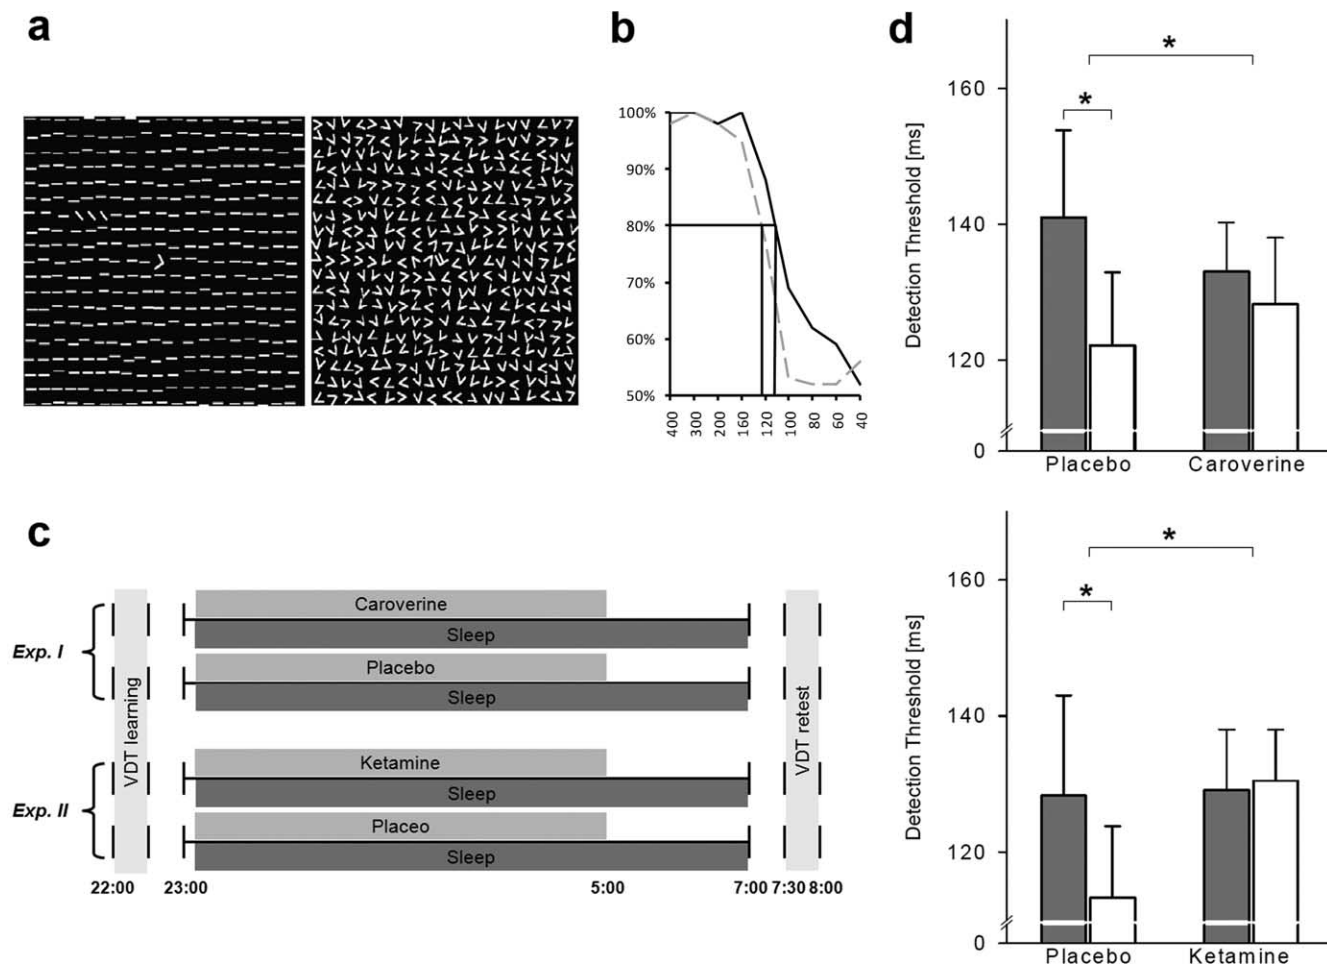 a
b
100%
90%
80%
70%
60%
50%
400
300
200
160
120
100
80
60
40
c
Exp. I
Exp. II
VDT learning
Caroverine
Sleep
Placebo
Sleep
Ketamine
Sleep
Placeo
Sleep
VDT retest
22:00 23:00 5:00 7:00 7:30 8:00
d
Detection Threshold [ms]
160
140
120
0
*
*
Placebo Caroverine
Detection Threshold [ms]
160
140
120
0
*
*
Placebo Ketamine